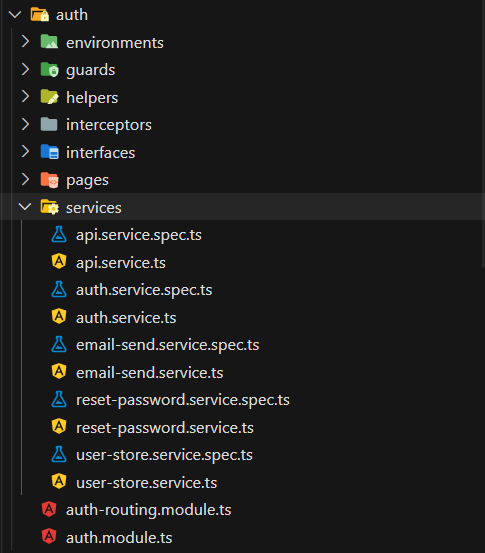 auth
environments
guards
helpers
interceptors
interfaces
pages
services
api.service.spec.ts
api.service.ts
auth.service.spec.ts
auth.service.ts
email-send.service.spec.ts
email-send.service.ts
reset-password.service.spec.ts
reset-password.service.ts
user-store.service.spec.ts
user-store.service.ts
auth-routing.module.ts
auth.module.ts